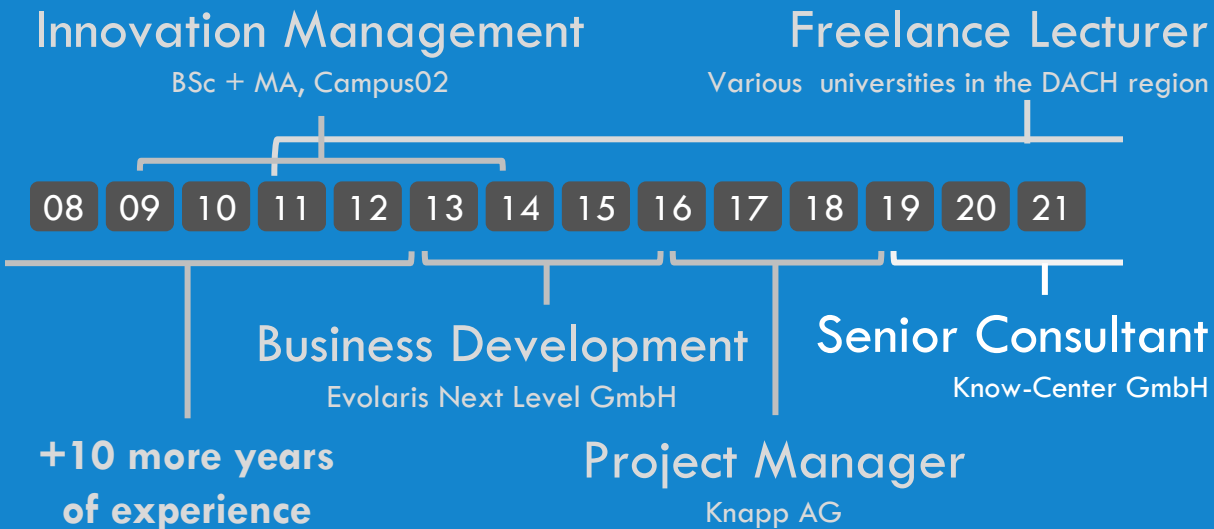 Innovation Management
BSc + MA, Campus02
Freelance Lecturer
Various universities in the DACH region
08 09 10 11 12 13 14 15 16 17 18 19 20 21
Business Development
Evolaris Next Level GmbH
Senior Consultant
Know-Center GmbH
+10 more years
of experience
Project Manager
Knapp AG